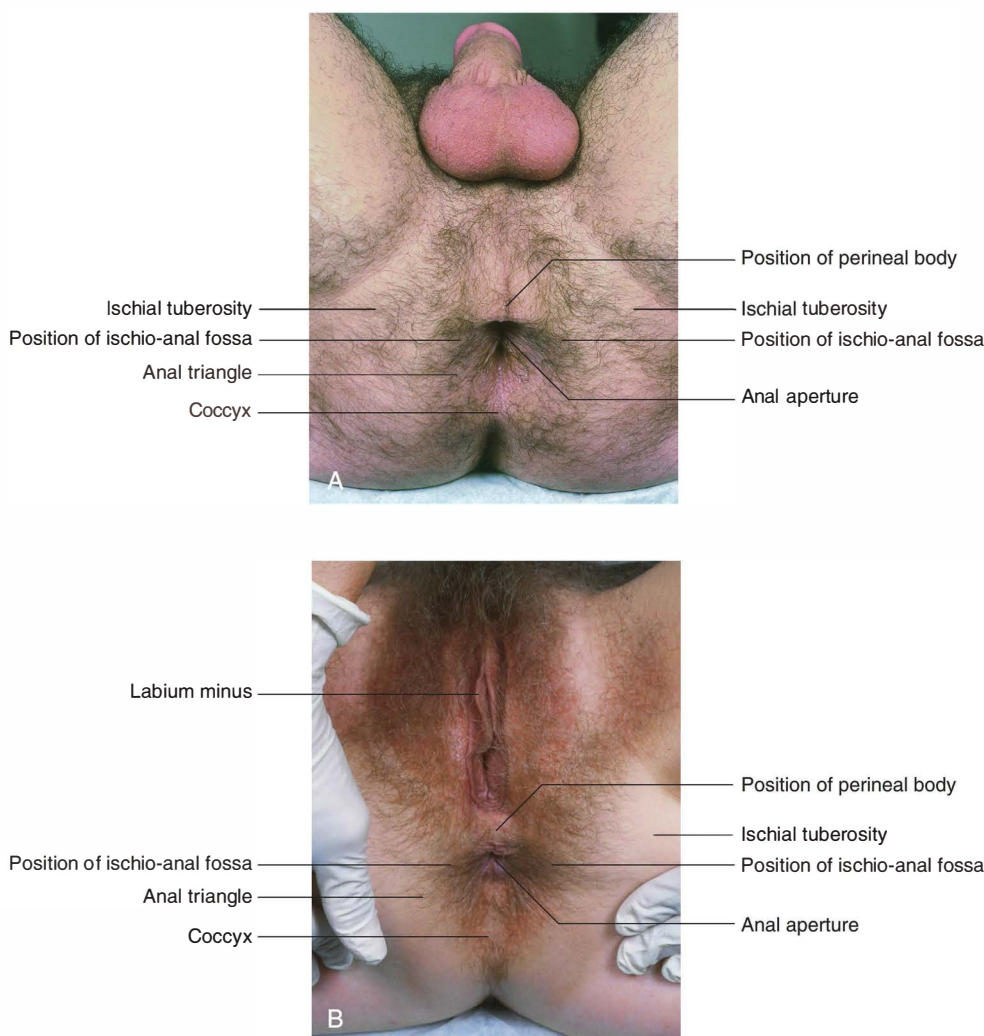 Position of perineal body
Ischial tuberosity
Ischial tuberosity
Position of ischio-anal fossa
Position of ischio-anal fossa
Anal triangle
Anal aperture
Coccyx
A
Labium minus
Position of perineal body
Ischial tuberosity
Position of ischio-anal fossa
Position of ischio-anal fossa
Anal triangle
Anal aperture
Coccyx
B